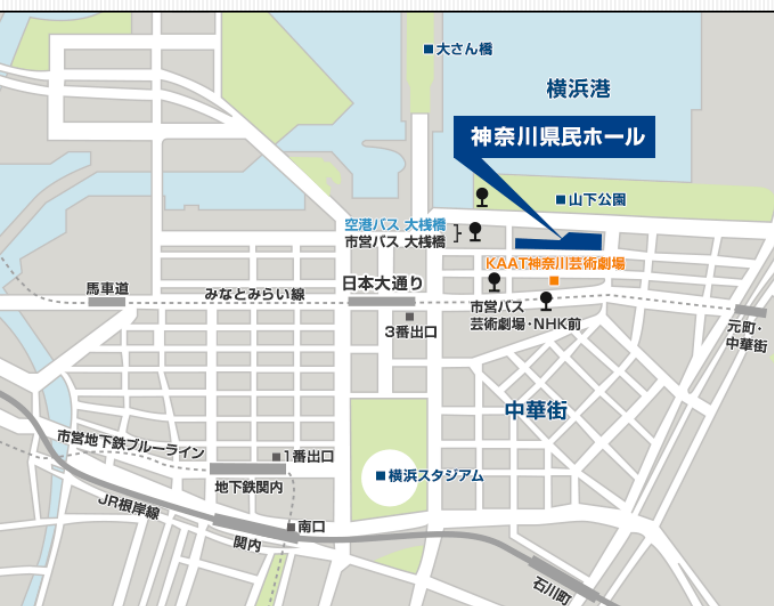 大さん橋
横浜港
神奈川県民ホール
山下公園
空港バス 大桟橋
市営バス 大桟橋
KAAT神奈川芸術劇場
馬車道
みなとみらい線
日本大通り
市営バス
芸術劇場・NHK前
3番出口
元町・
中華街
中華街
市営地下鉄ブルーライン
1番出口
地下鉄関内
横浜スタジアム
JR根岸線
南口
関内
石川町